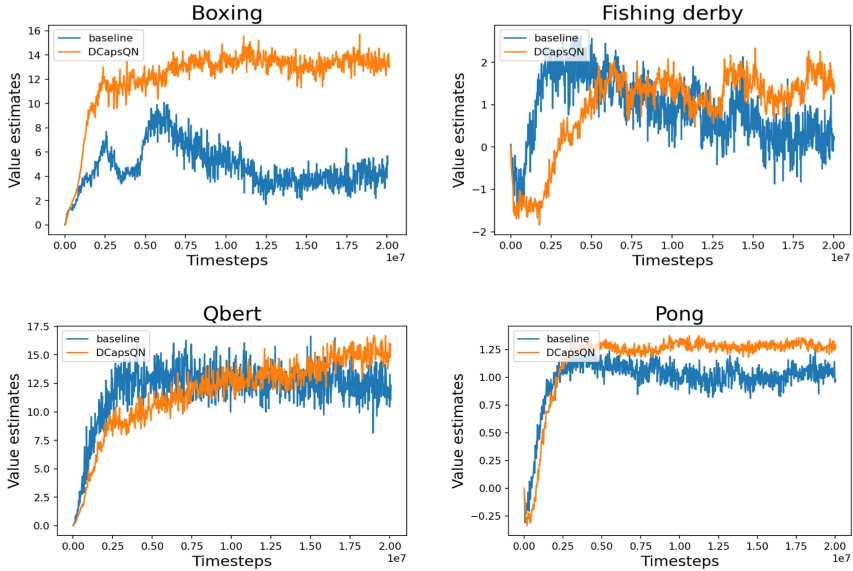 Boxing
baseline
DCapsQN
Value estimates
16
14
12
10
8
6
4
2
0
0.00
0.25
0.50
0.75
1.00
1.25
1.50
1.75
2.00
1e7
Timesteps
Fishing derby
baseline
DCapsQN
Value estimates
2
1
0
−1
−2
0.00
0.25
0.50
0.75
1.00
1.25
1.50
1.75
2.00
1e7
Timesteps
Qbert
baseline
DCapsQN
Value estimates
17.5
15.0
12.5
10.0
7.5
5.0
2.5
0.0
0.00
0.25
0.50
0.75
1.00
1.25
1.50
1.75
2.00
1e7
Timesteps
Pong
baseline
DCapsQN
Value estimates
1.25
1.00
0.75
0.50
0.25
0.00
−0.25
0.00
0.25
0.50
0.75
1.00
1.25
1.50
1.75
2.00
1e7
Timesteps